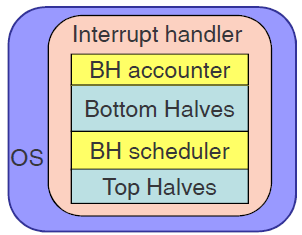 Interrupt handler
BH accounter
Bottom Halves
BH scheduler
OS
Top Halves